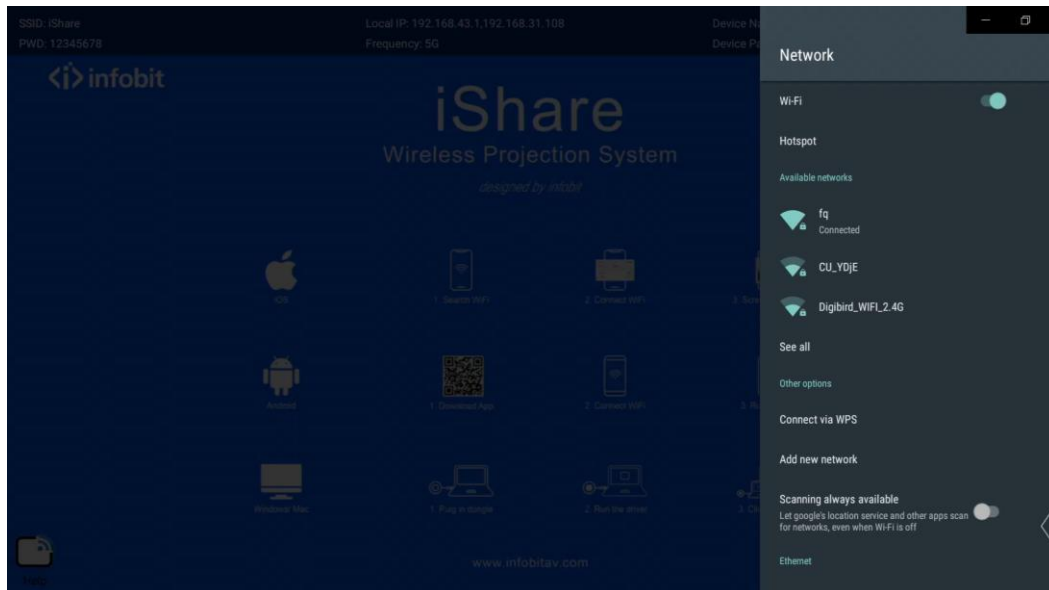 SSID: iShare
Local IP: 192.168.43.1,192.168.31.108
PWD: 12345678
Frequency: 5G
<i> infobit
iShare
Wireless Projection System
designed by infobit
iOS
1. Search WiFi
2. Connect WiFi
Android
1. Download App
2. Connect WiFi
Windows/ Mac
1. Plug in dongle
2. Run the driver
Help
www.infobitav.com
Network
Wi-Fi
Hotspot
Available networks
fq
Connected
CU_YDjE
Digibird_WIFI_2.4G
See all
Other options
Connect via WPS
Add new network
Scanning always available
Let google's location service and other apps scan
for networks, even when Wi-Fi is off
Ethernet